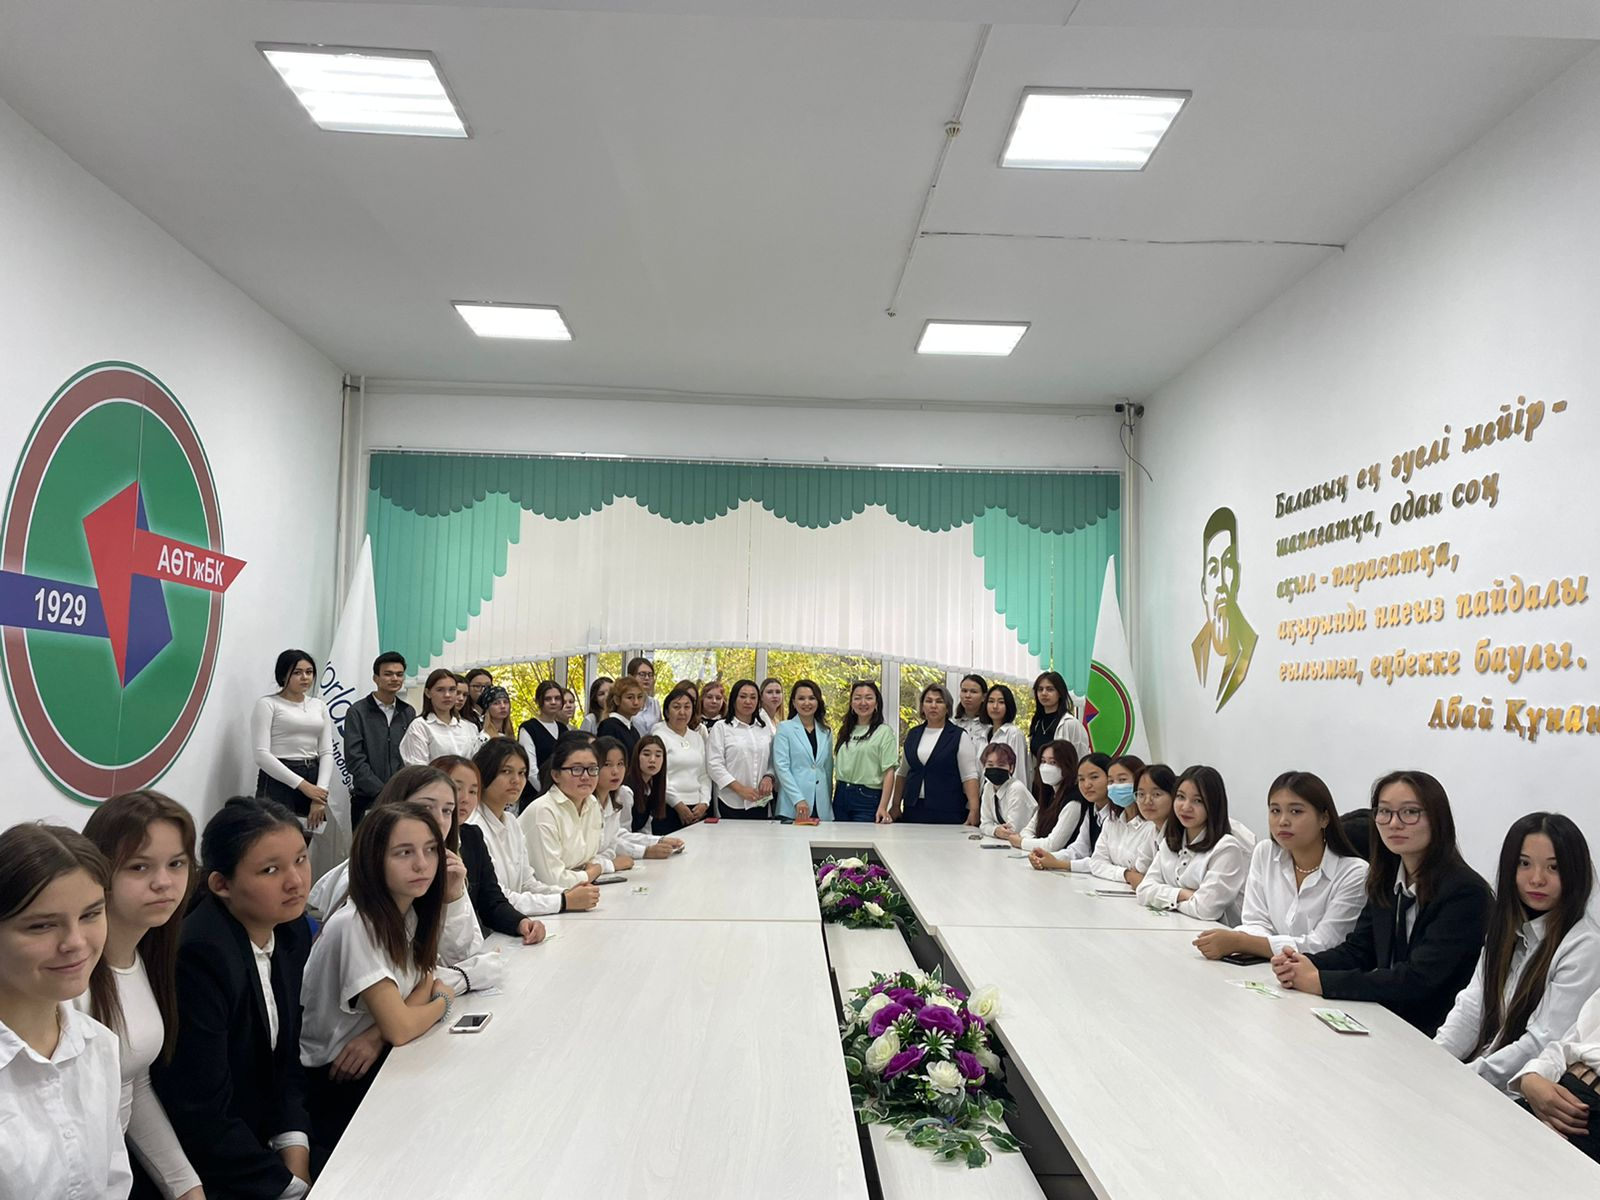 АӨТжБК
1929
Баланың ең әуелі мейір -
шапағатқа, одан соң
ақыл - парасатқа,
ақырында нағыз пайдалы
ғылымға, еңбекке баулы.
Абай Құнан